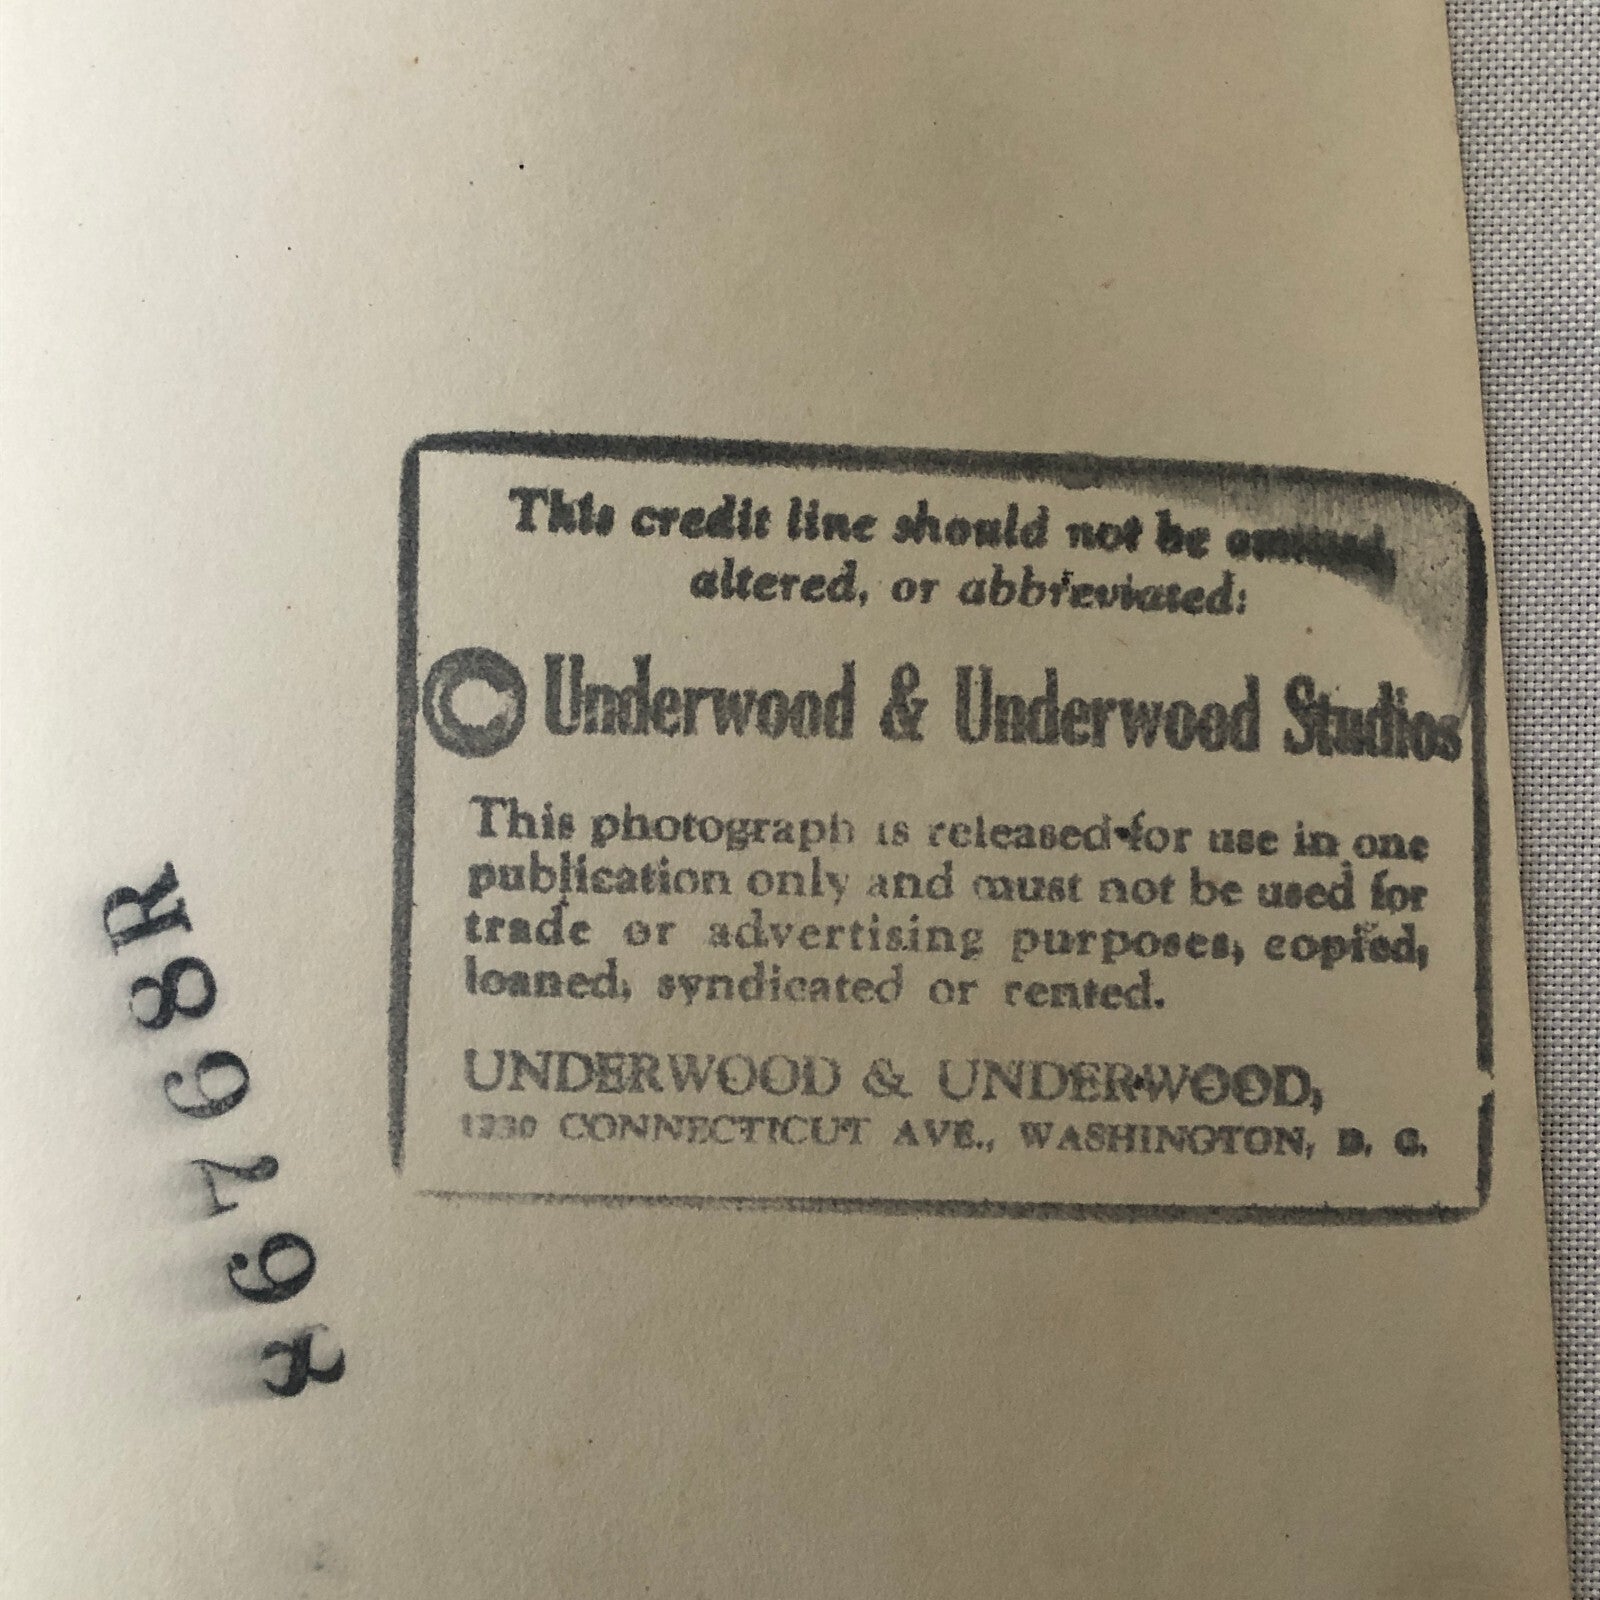 This credit line should not be omitted,
altered, or abbreviated:
© Underwood & Underwood Studios
This photograph is released for use in one
publication only and must not be used for
trade or advertising purposes, copied,
loaned, syndicated or rented.
UNDERWOOD & UNDERWOOD,
1230 CONNECTICUT AVE., WASHINGTON, D. C.